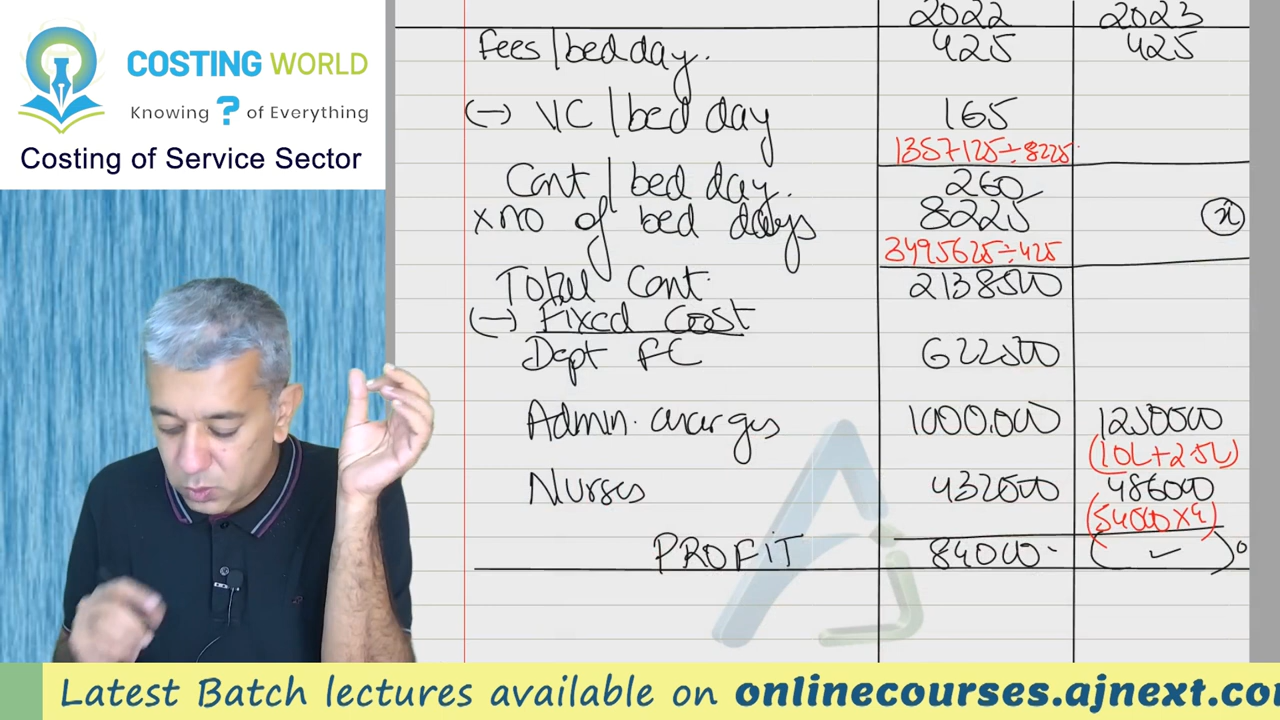 COSTING WORLD
Knowing ? of Everything
Costing of Service Sector
2022 2023
Fees/bed day. 425 425
(-) VC/bed day 165
1357125÷8225
Cont/bed day. 260
x no of bed days 8225 x
3495625÷425
Total Cont. 2138500
(-) Fixed Cost
Dept FC 622500
Admn. charges 1000,000 1250000
(10L+2.5L)
Nurses 432000 486000
(54000x9)
PROFIT 84000
Latest Batch lectures available on onlinecourses.ajnext.co